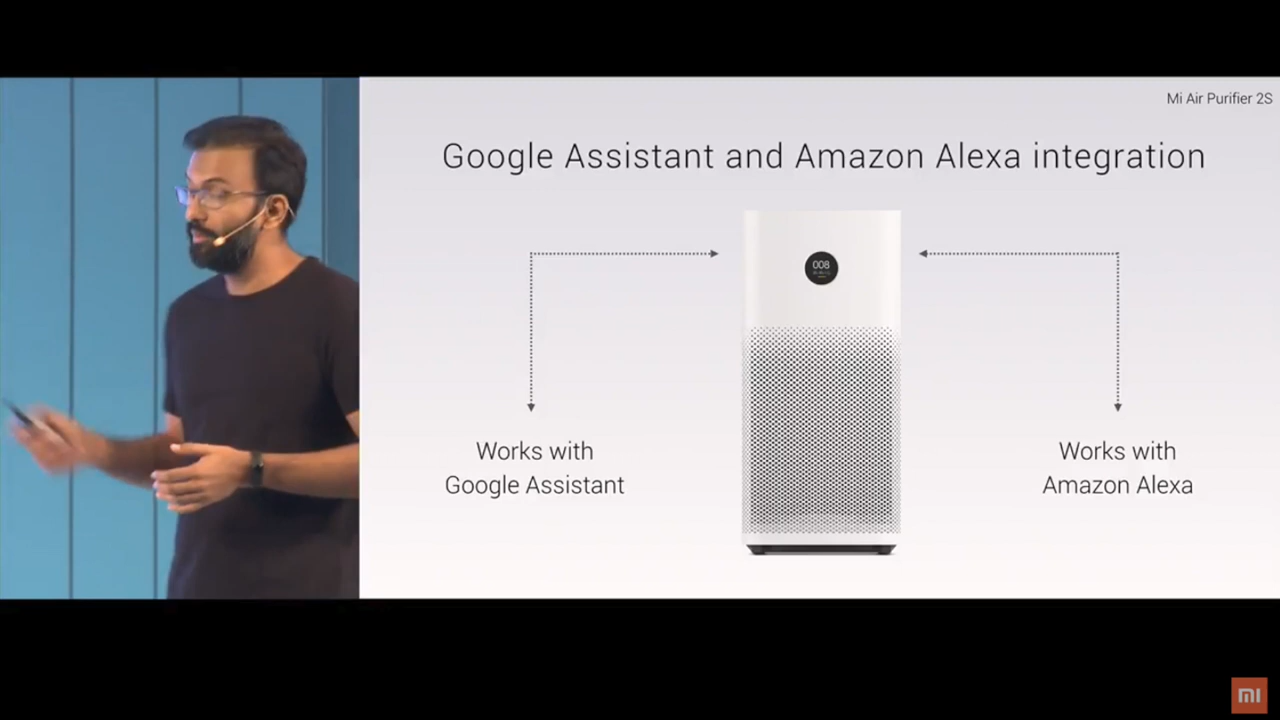 Mi Air Purifier 2S
Google Assistant and Amazon Alexa integration
008
Works with
Google Assistant
Works with
Amazon Alexa
mi